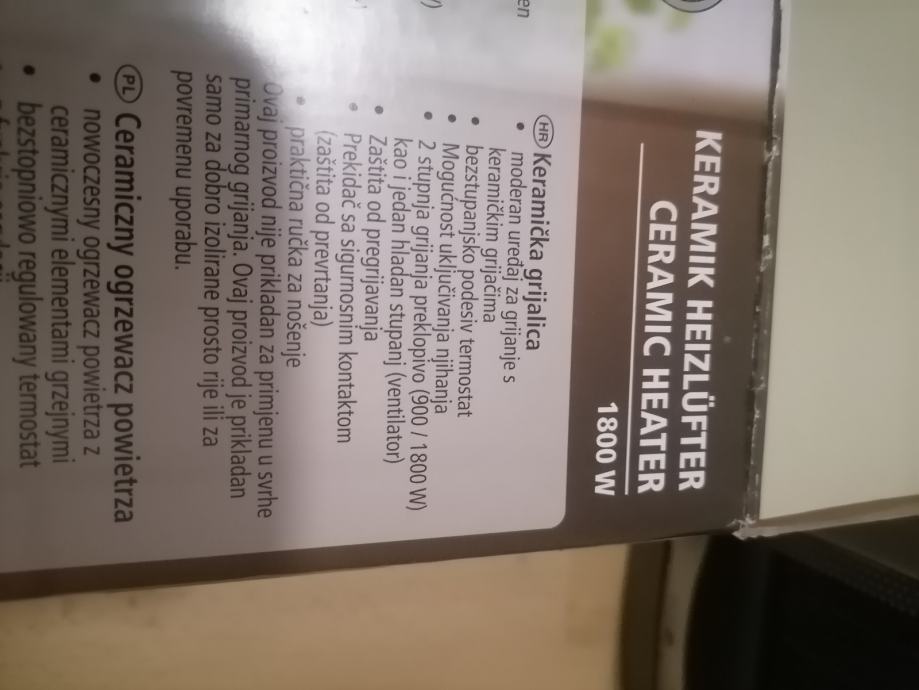 KERAMIK HEIZLÜFTER
CERAMIC HEATER
1800 W
en
HR Keramička grijalica
• moderan uređaj za grijanje s
keramičkim grijačima
• bezstupanjsko podesiv termostat
• Mogućnost uključivanja njihanja
• 2 stupnja grijanja preklopivo (900 / 1800 W)
kao i jedan hladan stupanj (ventilator)
• Zaštita od pregrijavanja
• Prekidač sa sigurnosnim kontaktom
(zaštita od prevrtanja)
• praktična ručka za nošenje
Ovaj proizvod nije prikladan za primjenu u svrhe
primarnog grijanja. Ovaj proizvod je prikladan
samo za dobro izolirane prosto rije ili za
povremenu uporabu.
PL Ceramiczny ogrzewacz powietrza
• nowoczesny ogrzewacz powietrza z
ceramicznymi elementami grzejnymi
• bezstopniowo regulowany termostat